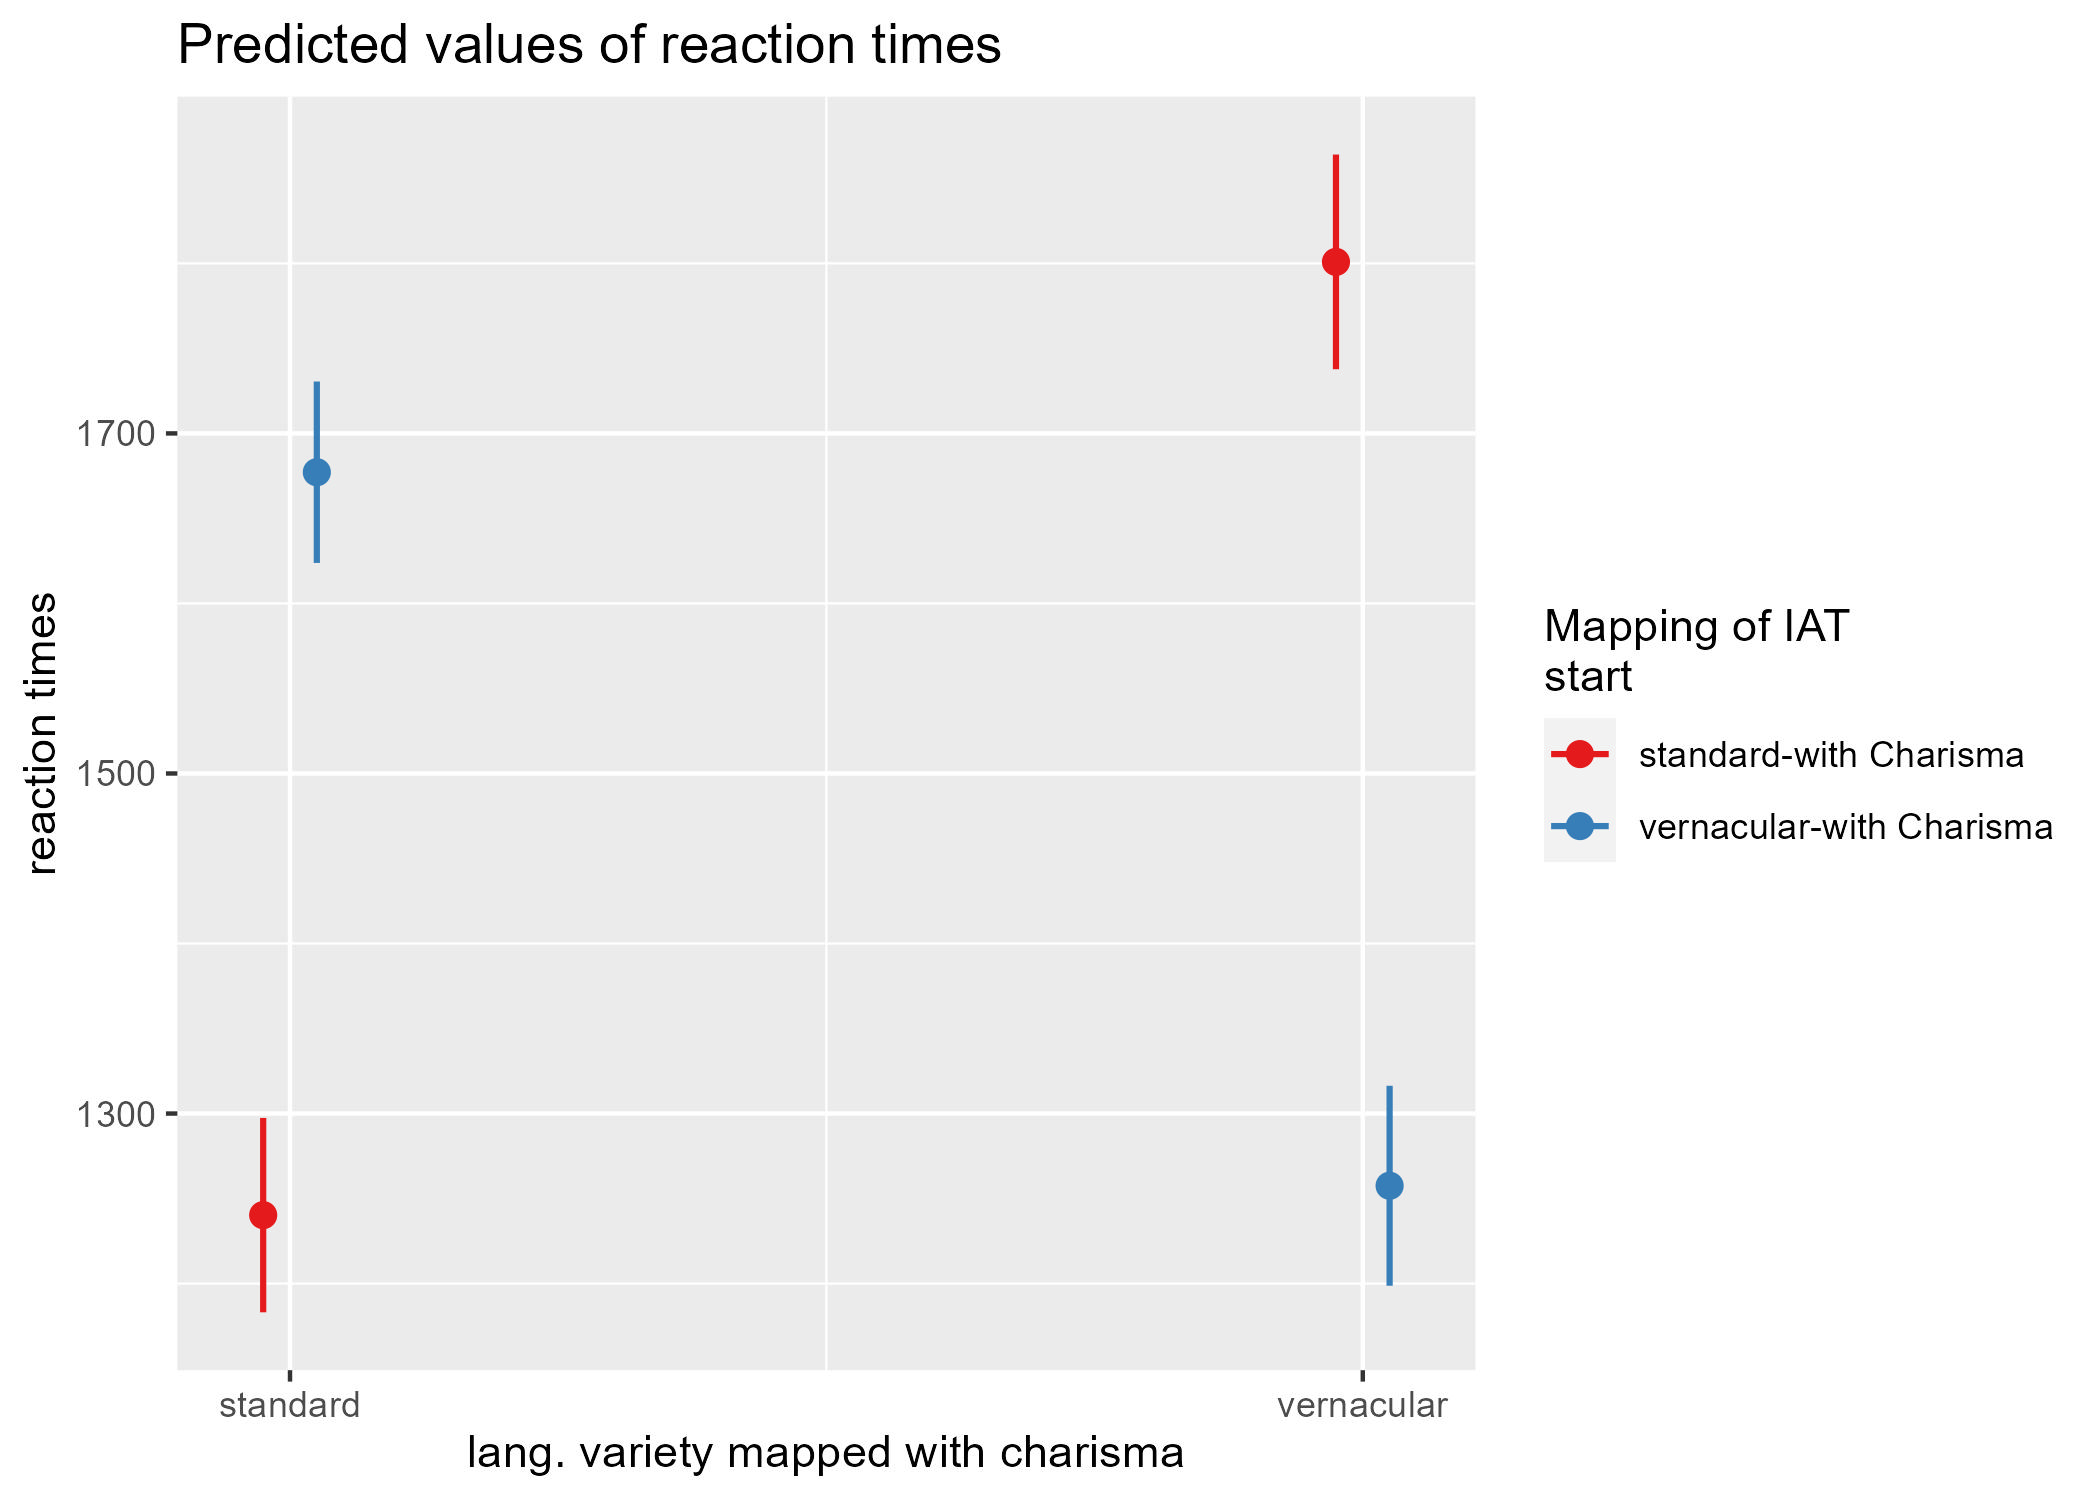 Predicted values of reaction times
reaction times
1700
1500
1300
standard
vernacular
lang. variety mapped with charisma
Mapping of IAT
start
standard-with Charisma
vernacular-with Charisma